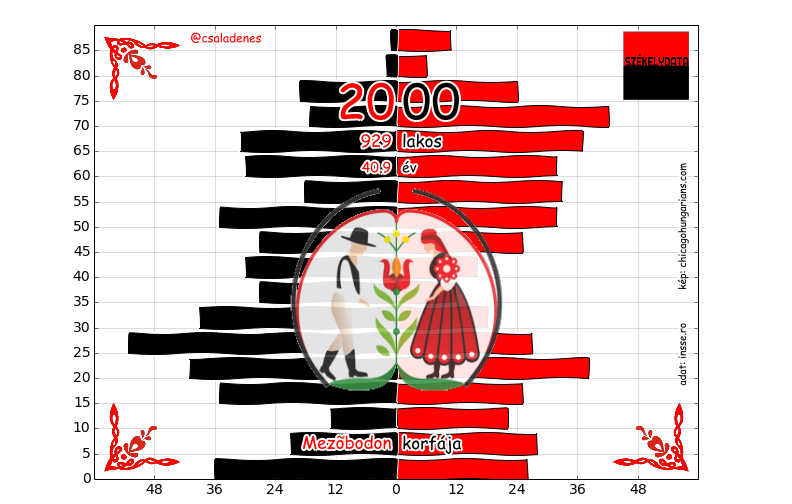 @csaladenes
SZÉKELYDATA
2000
929 lakos
40.9 év
kép: chicagohungarians.com
adat: insse.ro
Mezõbodon korfája
85
80
75
70
65
60
55
50
45
40
35
30
25
20
15
10
5
0
48 36 24 12 0 12 24 36 48